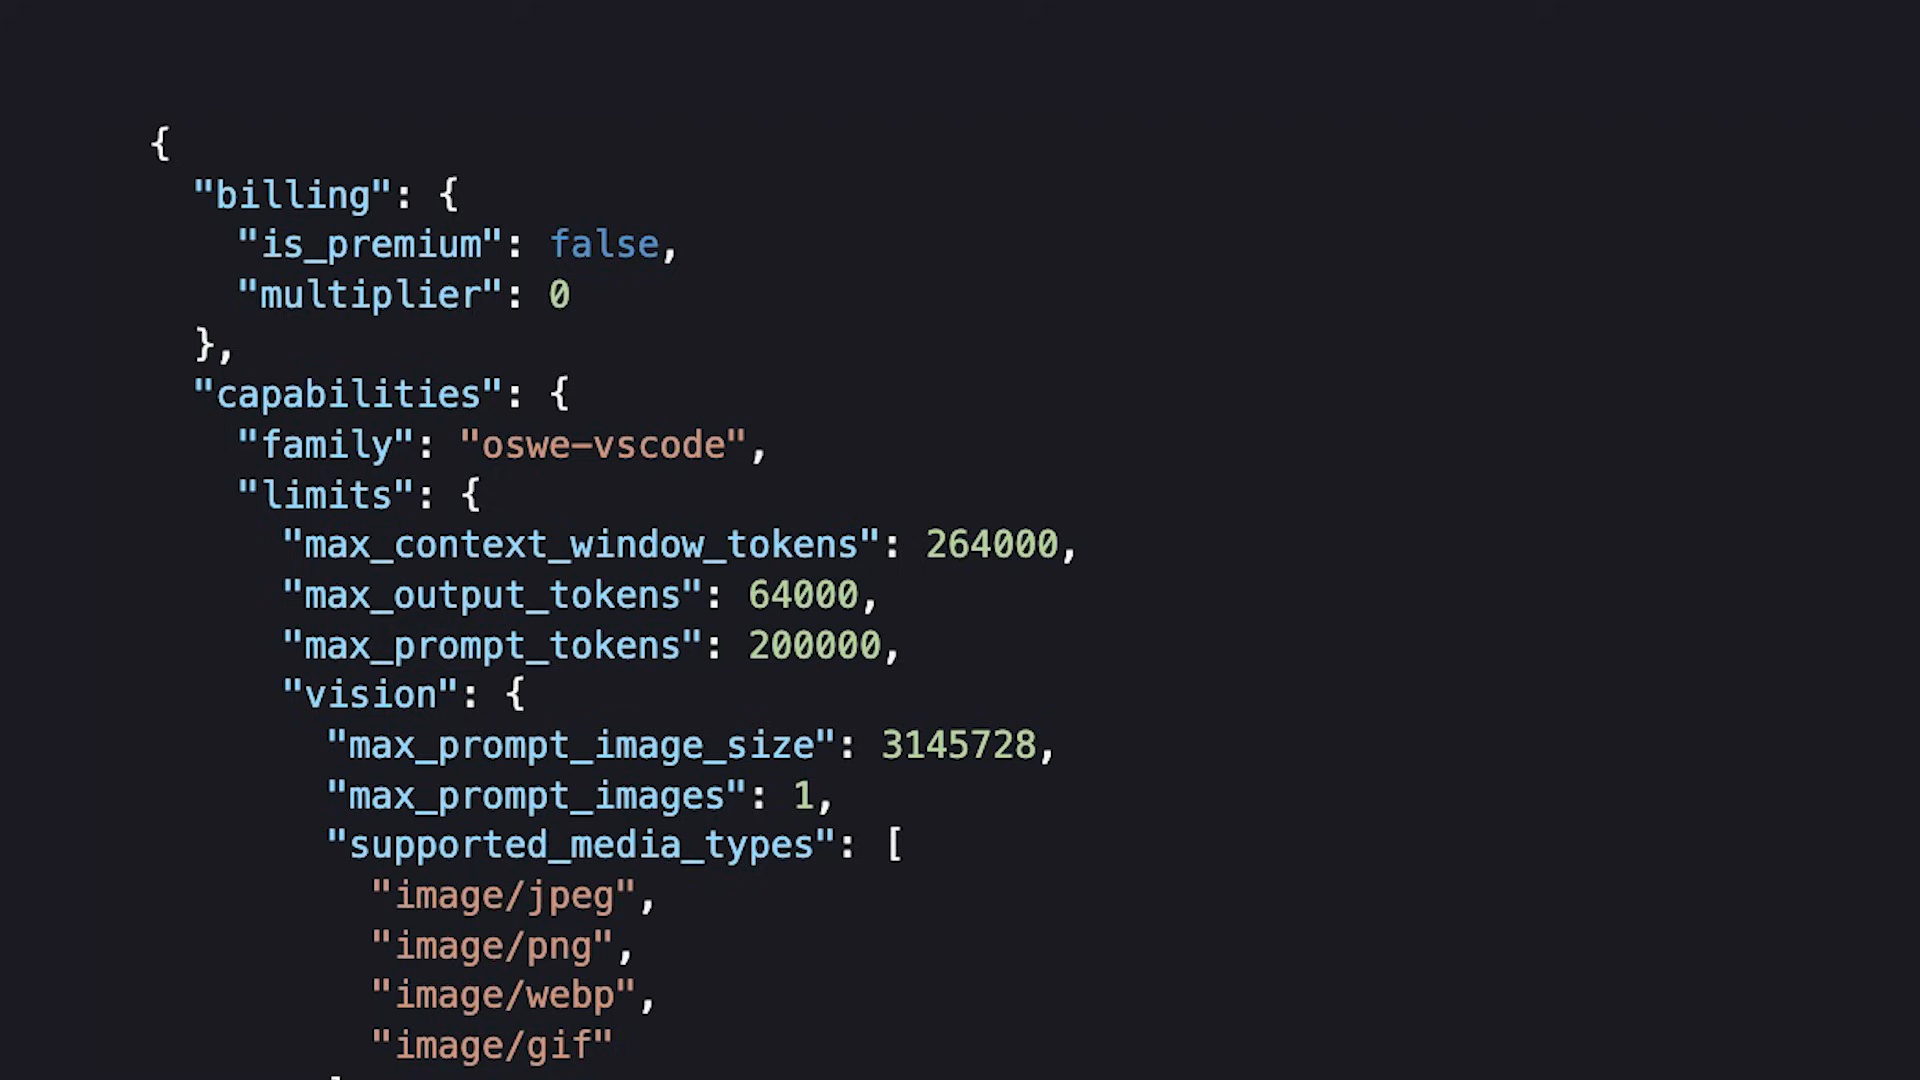 {
"billing": {
"is_premium": false,
"multiplier": 0
},
"capabilities": {
"family": "oswe-vscode",
"limits": {
"max_context_window_tokens": 264000,
"max_output_tokens": 64000,
"max_prompt_tokens": 200000,
"vision": {
"max_prompt_image_size": 3145728,
"max_prompt_images": 1,
"supported_media_types": [
"image/jpeg",
"image/png",
"image/webp",
"image/gif"